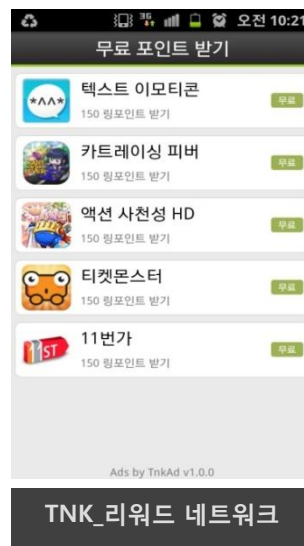 3G 오전 10:21
무료 포인트 받기
*^^*
텍스트 이모티콘
150 링포인트 받기
무료
카트레이싱 피버
150 링포인트 받기
무료
액션 사천성 HD
150 링포인트 받기
무료
티켓몬스터
150 링포인트 받기
무료
11ST
11번가
150 링포인트 받기
무료
Ads by TnkAd v1.0.0
TNK_리워드 네트워크